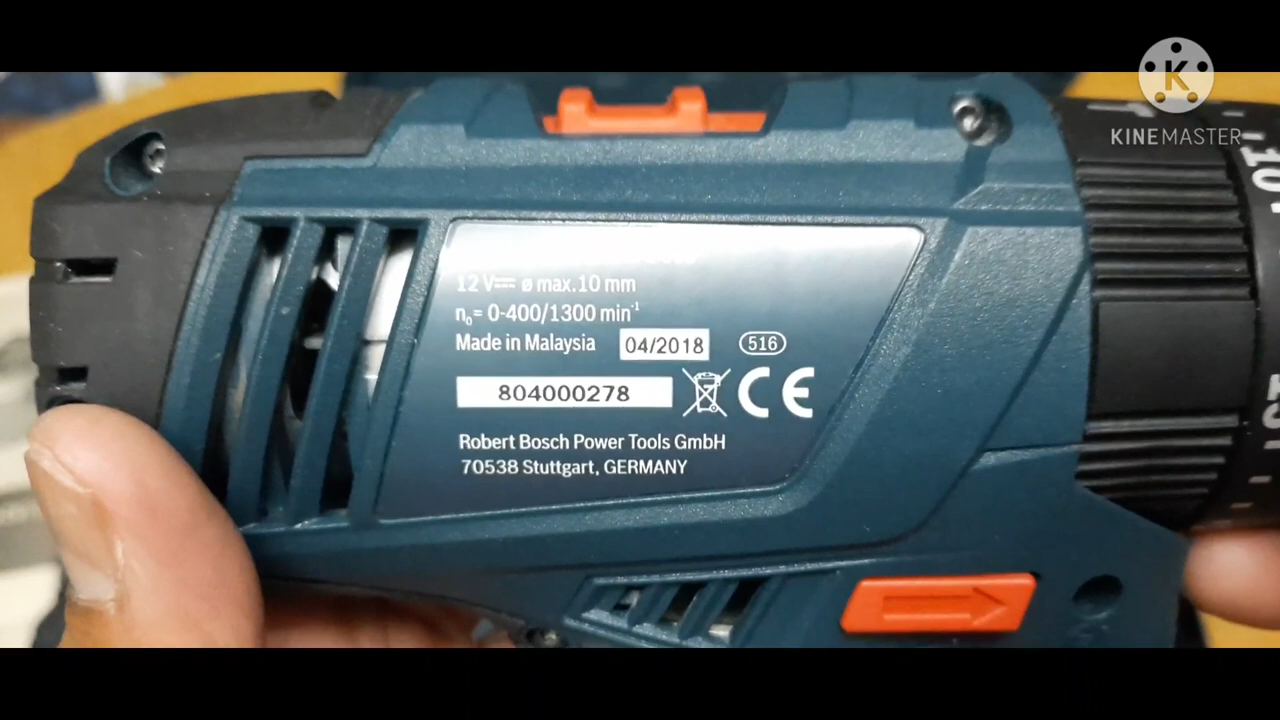 KINEMASTER
12 V⎓ ø max.10 mm
n₀= 0-400/1300 min⁻¹
Made in Malaysia 04/2018 516
804000278 CE
Robert Bosch Power Tools GmbH
70538 Stuttgart, GERMANY
10